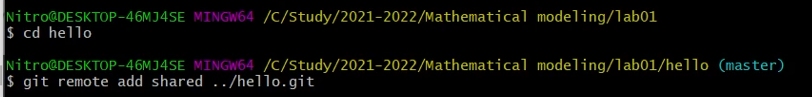 Nitro@DESKTOP-46MJ4SE MINGW64 /C/Study/2021-2022/Mathematical modeling/lab01
$ cd hello
Nitro@DESKTOP-46MJ4SE MINGW64 /C/Study/2021-2022/Mathematical modeling/lab01/hello (master)
$ git remote add shared ../hello.git